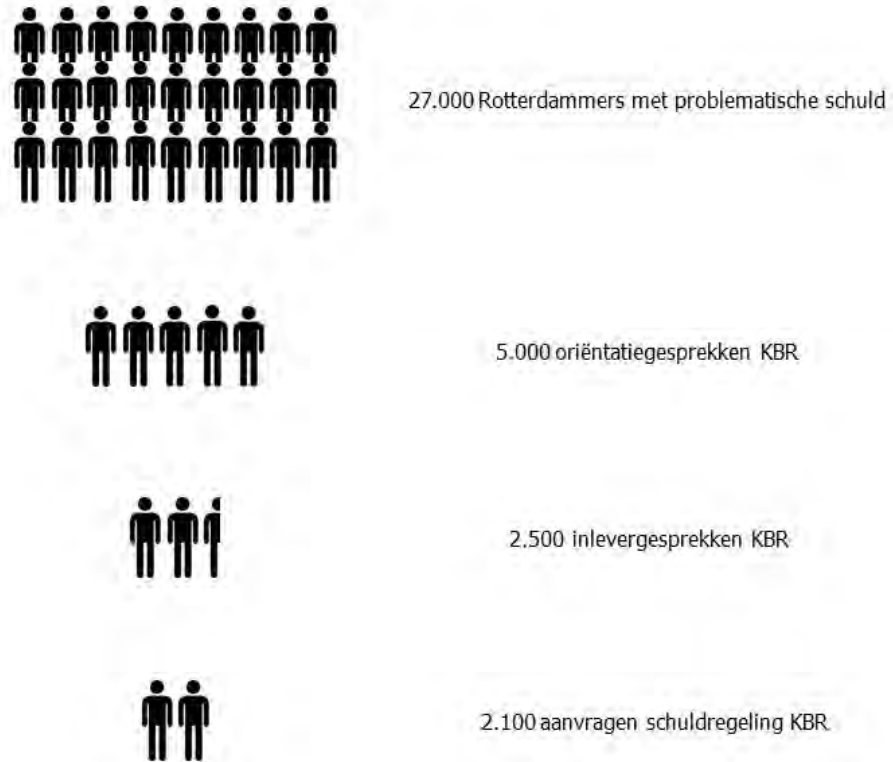 27.000 Rotterdammers met problematische schuld
5.000 oriëntatiegesprekken KBR
2.500 inlevergesprekken KBR
2.100 aanvragen schuldregeling KBR